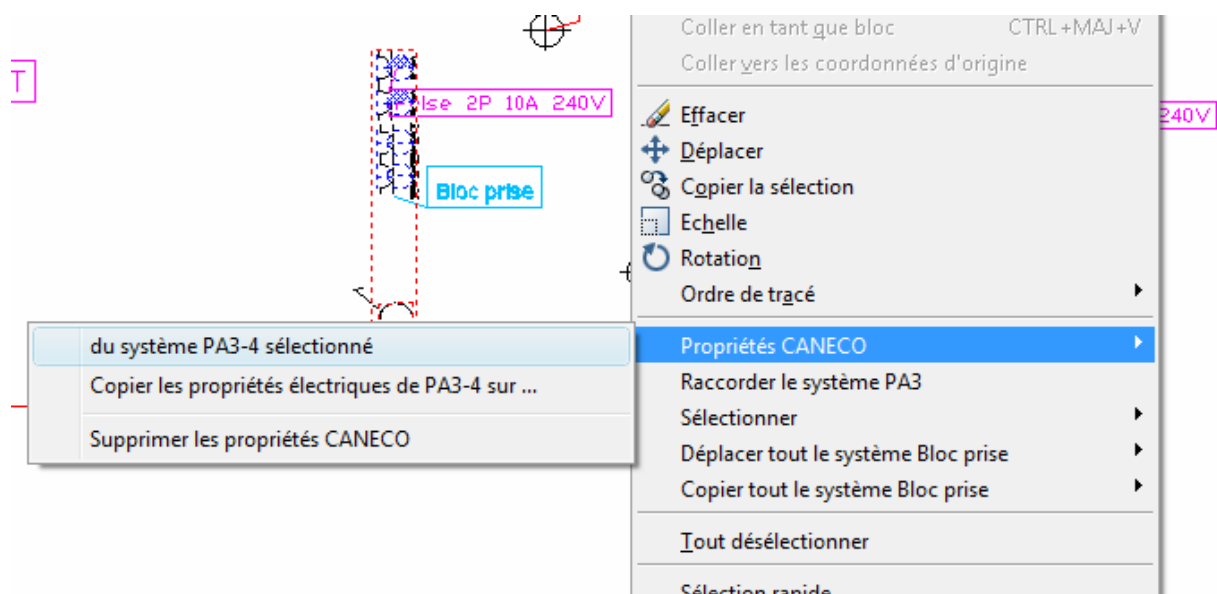 Coller en tant que bloc CTRL+MAJ+V
Coller vers les coordonnées d'origine
T
lse 2P 10A 240V
240V
Effacer
Déplacer
Copier la sélection
Bloc prise
Echelle
Rotation
Ordre de tracé
du système PA3-4 sélectionné
Propriétés CANECO
Copier les propriétés électriques de PA3-4 sur ...
Raccorder le système PA3
Sélectionner
Supprimer les propriétés CANECO
Déplacer tout le système Bloc prise
Copier tout le système Bloc prise
Tout désélectionner
Sélection rapide